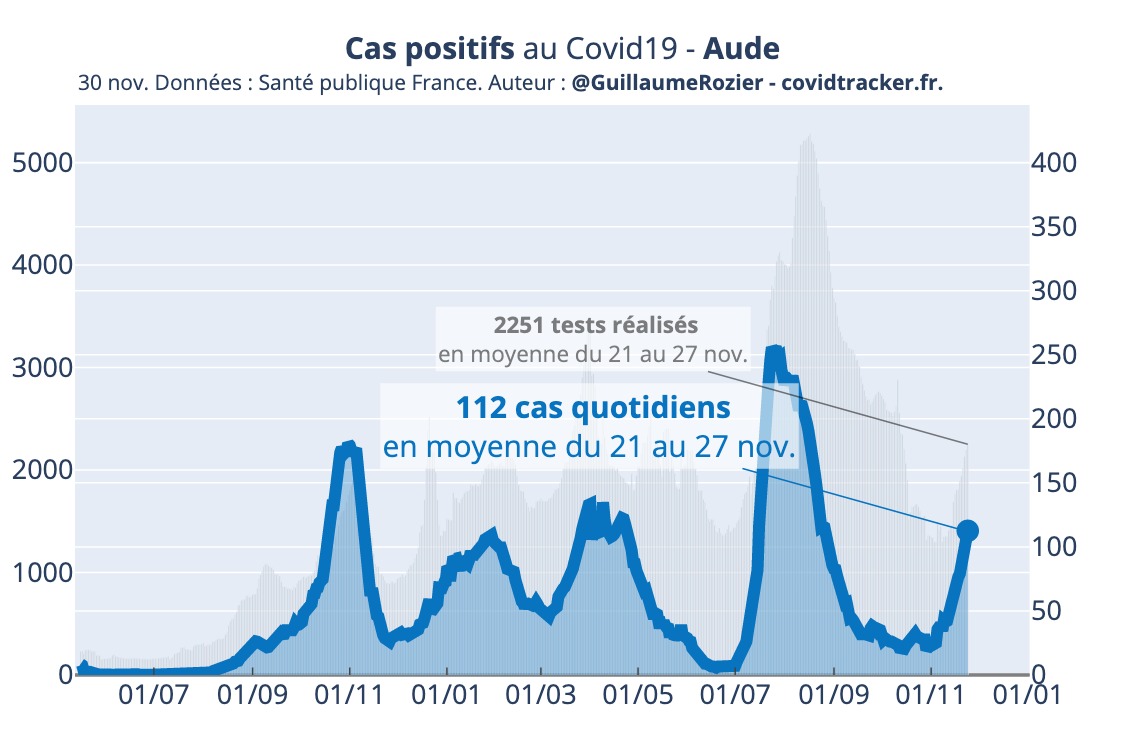 Cas positifs au Covid19 - Aude
30 nov. Données : Santé publique France. Auteur : @GuillaumeRozier - covidtracker.fr.
5000
4000
3000
2000
1000
0
400
350
300
250
200
150
100
50
0
2251 tests réalisés
en moyenne du 21 au 27 nov.
112 cas quotidiens
en moyenne du 21 au 27 nov.
01/07 01/09 01/11 01/01 01/03 01/05 01/07 01/09 01/11 01/01